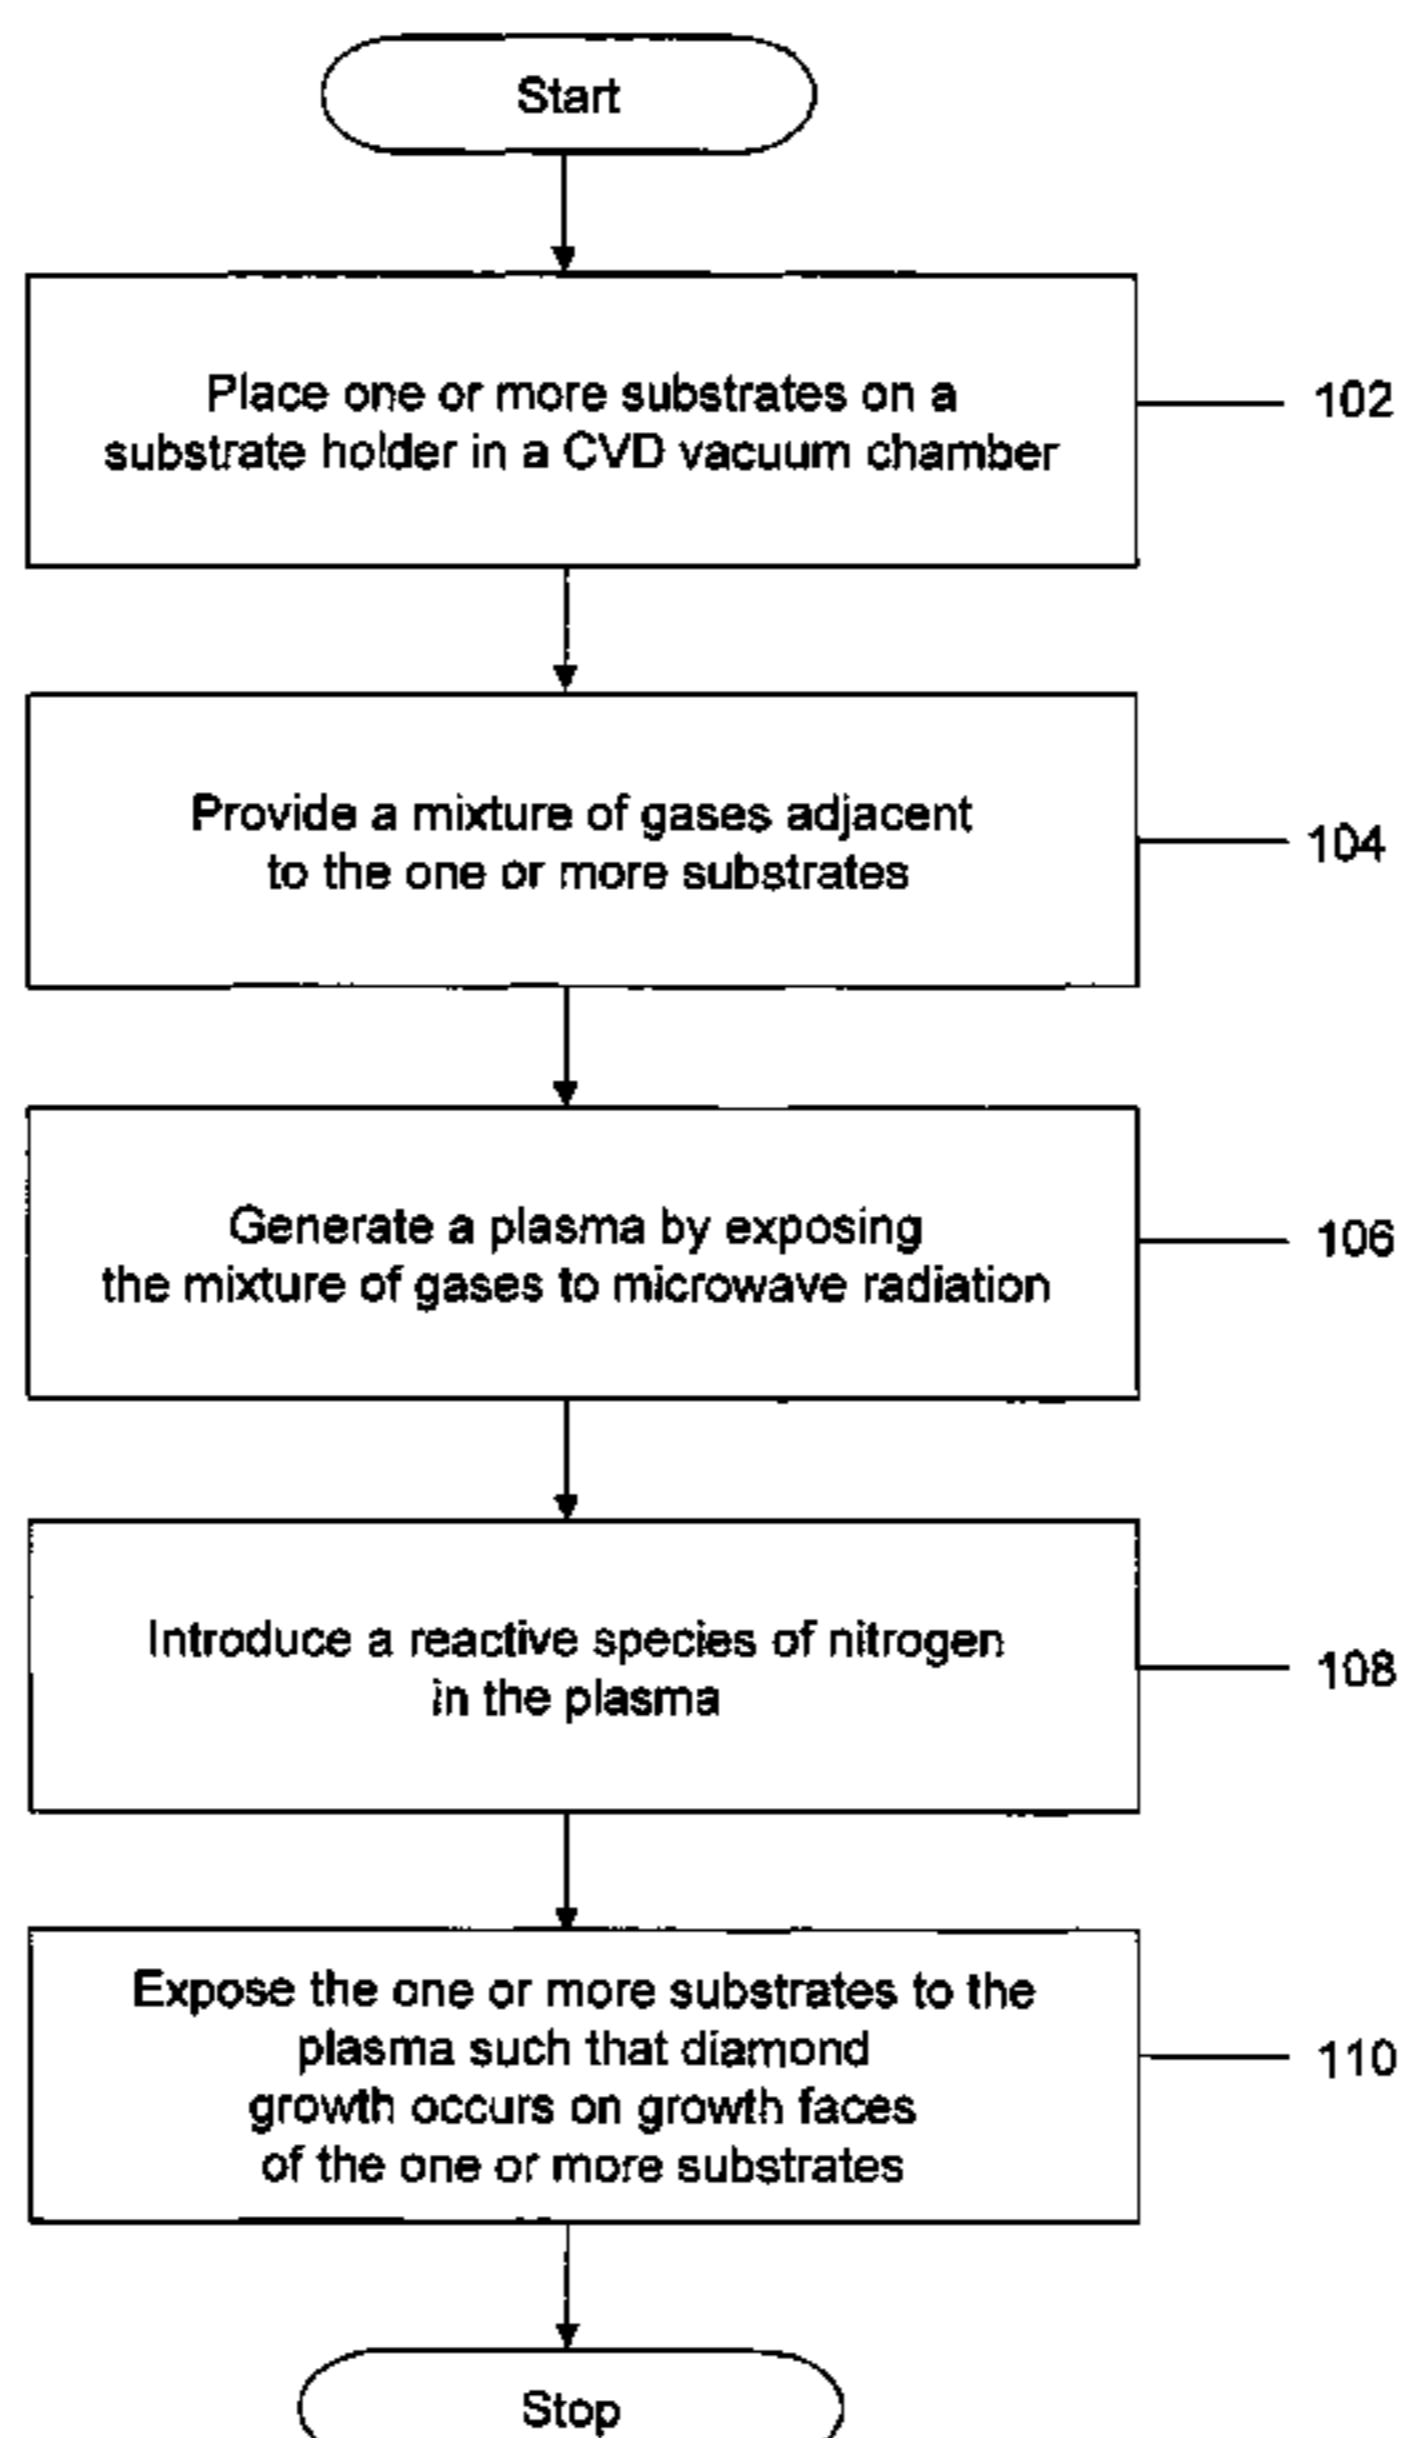 Start
Place one or more substrates on a
substrate holder in a CVD vacuum chamber
102
Provide a mixture of gases adjacent
to the one or more substrates
104
Generate a plasma by exposing
the mixture of gases to microwave radiation
106
Introduce a reactive species of nitrogen
in the plasma
108
Expose the one or more substrates to the
plasma such that diamond
growth occurs on growth faces
of the one or more substrates
110
Stop